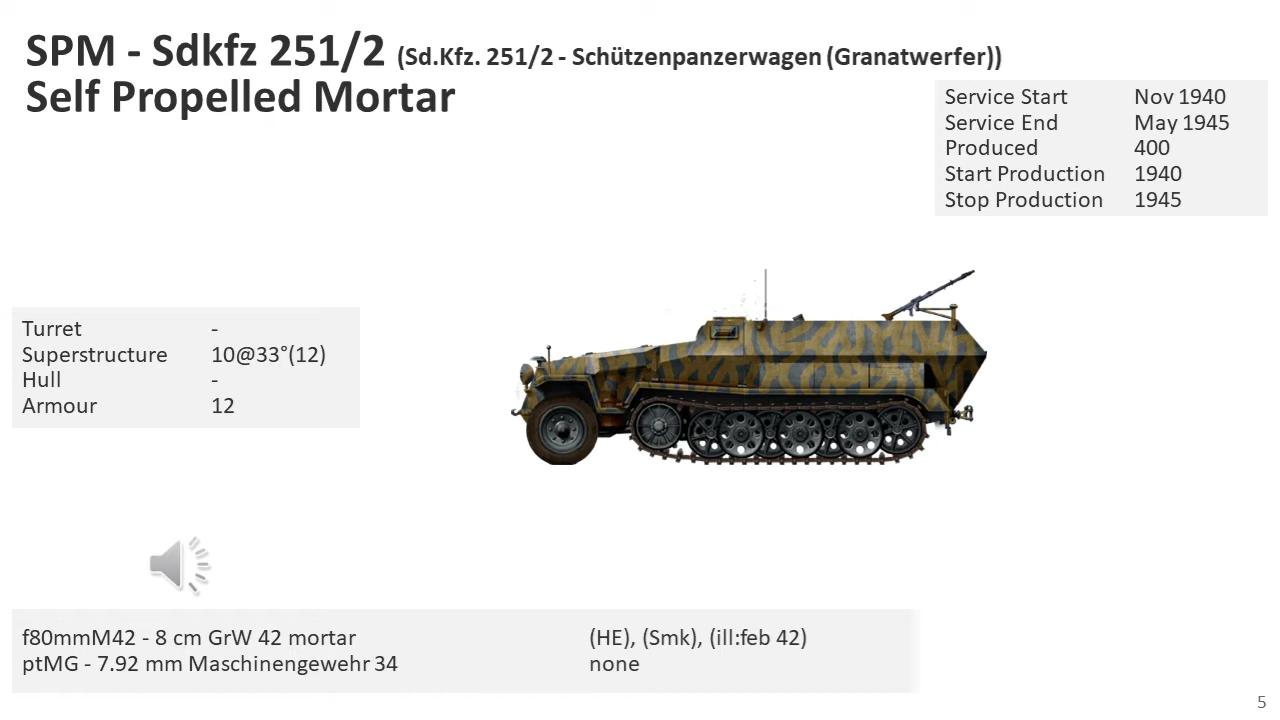 SPM - Sdkfz 251/2 (Sd.Kfz. 251/2 - Schützenpanzerwagen (Granatwerfer))
Self Propelled Mortar
Service Start Nov 1940
Service End May 1945
Produced 400
Start Production 1940
Stop Production 1945
Turret -
Superstructure 10@33°(12)
Hull -
Armour 12
f80mmM42 - 8 cm GrW 42 mortar (HE), (Smk), (ill:feb 42)
ptMG - 7.92 mm Maschinengewehr 34 none
5